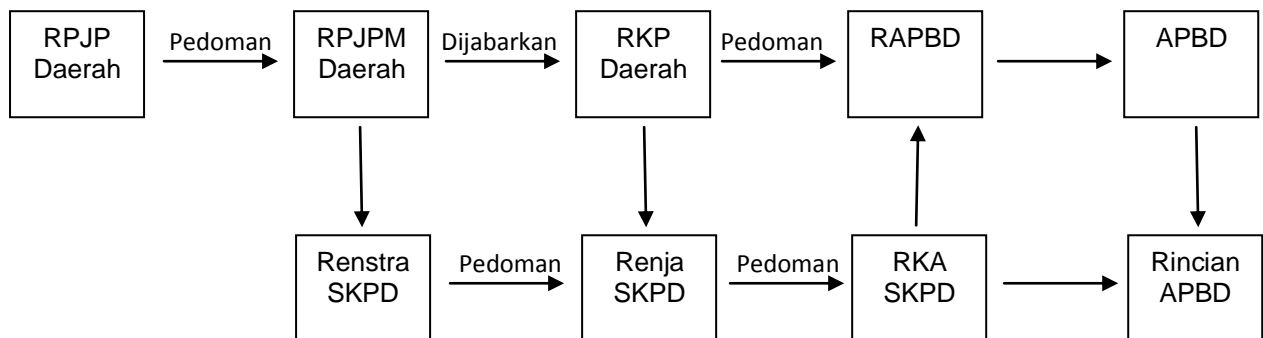 RPJP
Daerah
Pedoman
RPJPM
Daerah
Dijabarkan
RKP
Daerah
Pedoman
RAPBD
APBD
Renstra
SKPD
Pedoman
Renja
SKPD
Pedoman
RKA
SKPD
Rincian
APBD